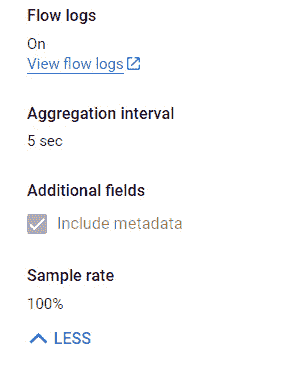 Flow logs
On
View flow logs
Aggregation interval
5 sec
Additional fields
Include metadata
Sample rate
100%
LESS